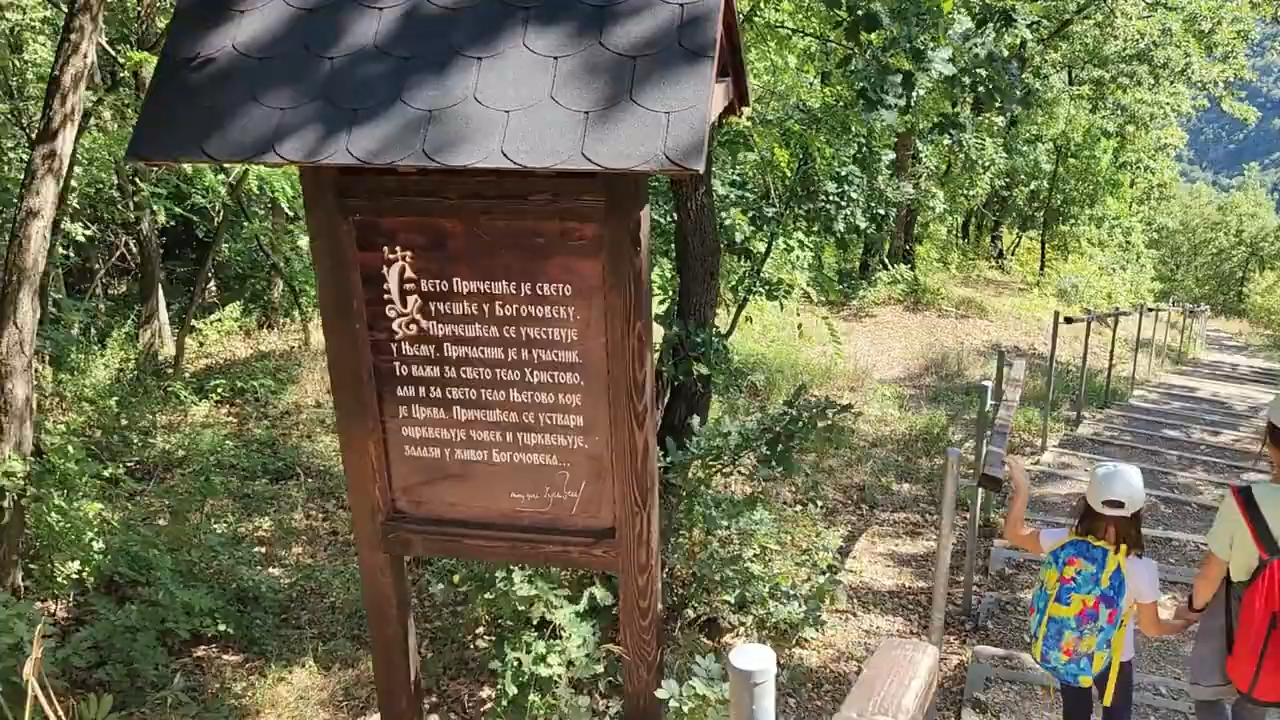 Свето Причешће је свето
учешће у Богочовеку.
Причешћем се учествује
у Њему. Причасник је и учасник.
То важи за свето тело Христово,
али и за свето тело Његово које
је Црква. Причешћем се уствари
оцрквењује човек и уцрквењује,
залази у живот Богочовека...